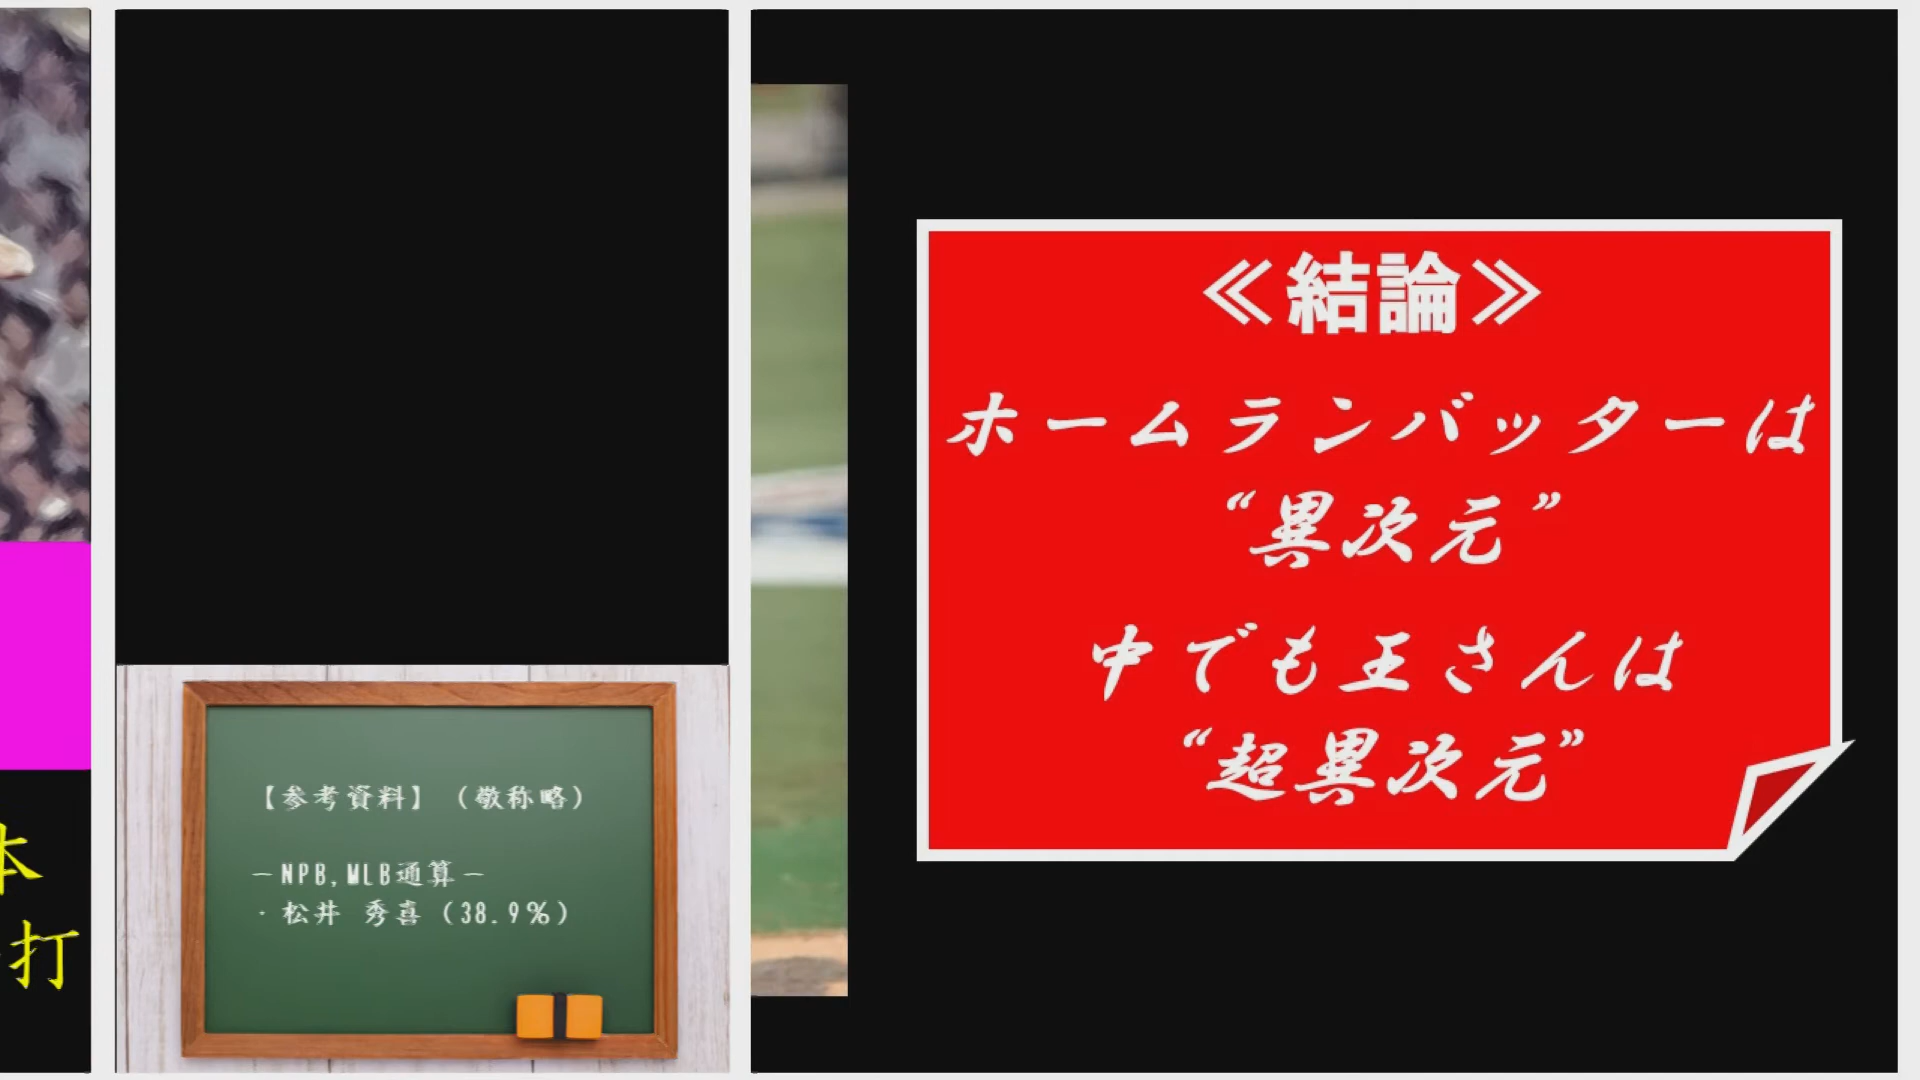 本
打
【参考資料】（敬称略）
－NPB,MLB通算－
・松井 秀喜（38.9％）
≪結論≫
ホームランバッターは
“異次元”
中でも王さんは
“超異次元”